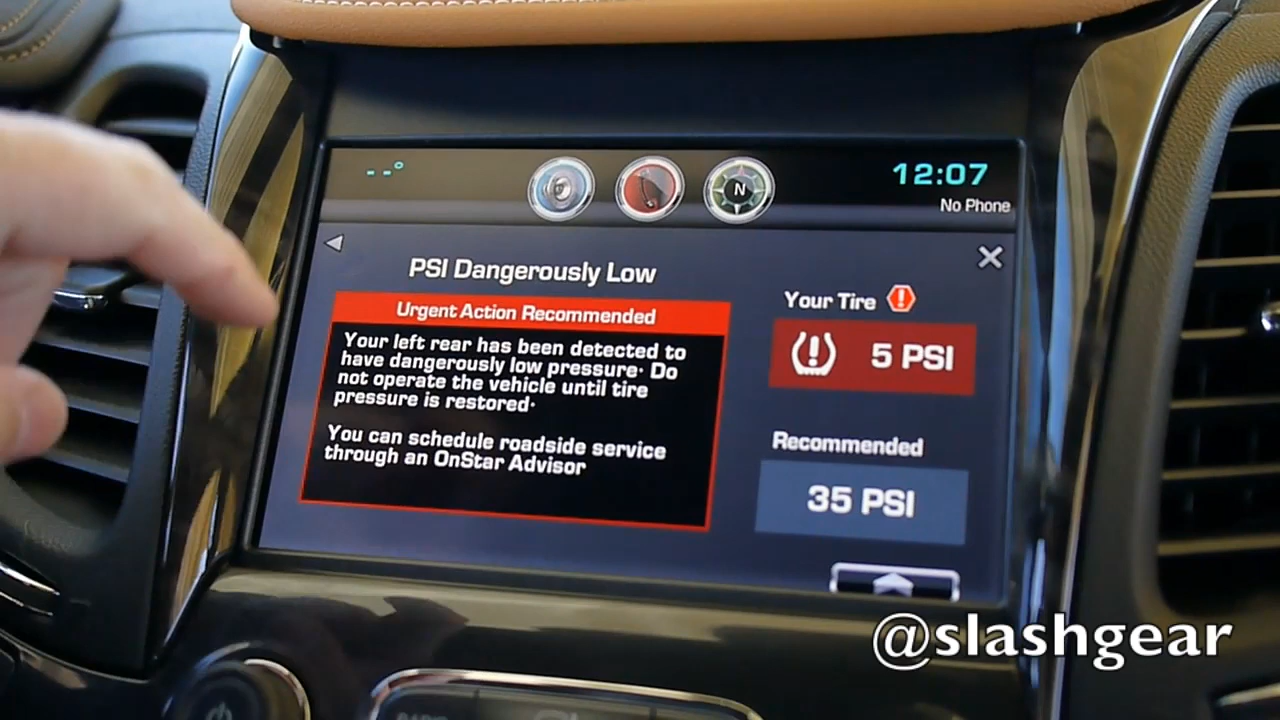 --°
N
12:07
No Phone
PSI Dangerously Low
Urgent Action Recommended
Your left rear has been detected to
have dangerously low pressure. Do
not operate the vehicle until tire
pressure is restored.
You can schedule roadside service
through an OnStar Advisor
Your Tire
5 PSI
Recommended
35 PSI
@slashgear